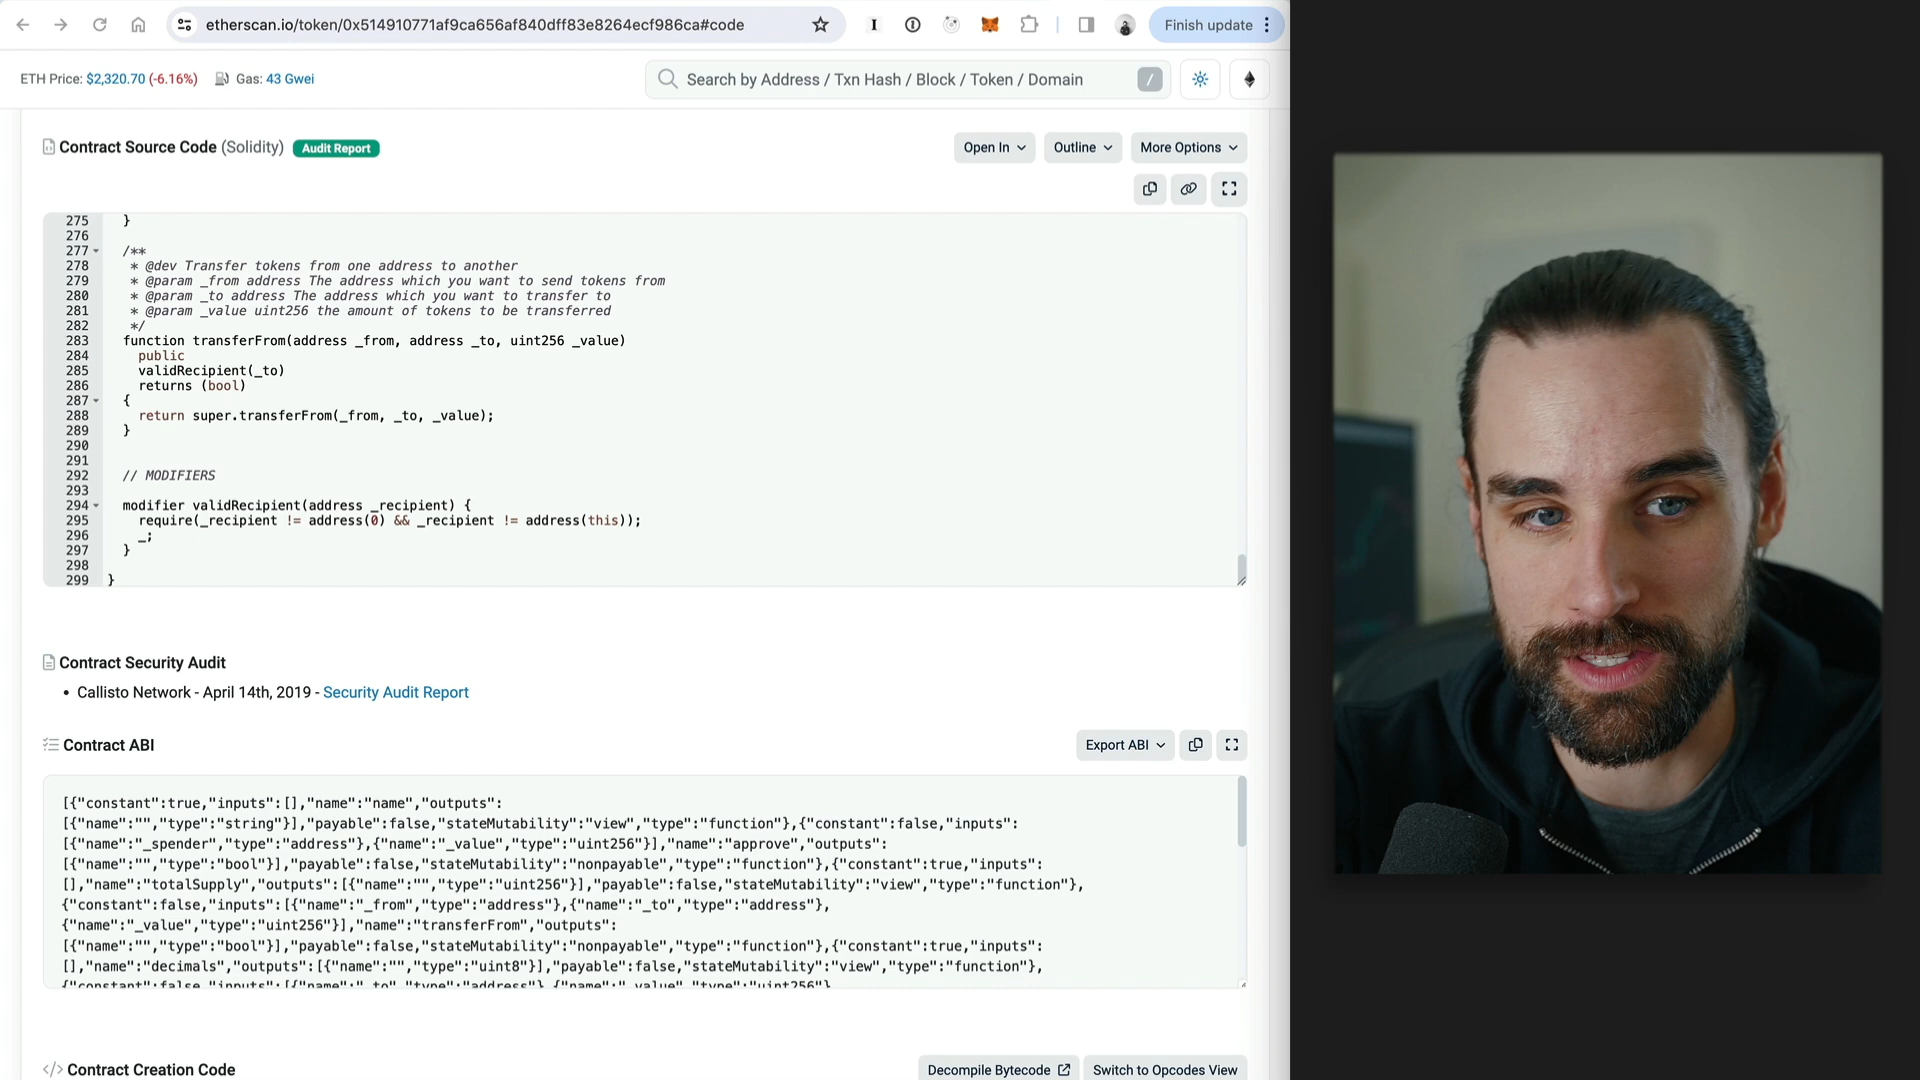 etherscan.io/token/0x514910771af9ca656af840dff83e8264ecf986ca#code
Finish update
ETH Price: $2,320.70 (-6.16%) Gas: 43 Gwei
Search by Address / Txn Hash / Block / Token / Domain /
Contract Source Code (Solidity) Audit Report
Open In Outline More Options
275 }
276
277 /**
278 * @dev Transfer tokens from one address to another
279 * @param _from address The address which you want to send tokens from
280 * @param _to address The address which you want to transfer to
281 * @param _value uint256 the amount of tokens to be transferred
282 */
283 function transferFrom(address _from, address _to, uint256 _value)
284 public
285 validRecipient(_to)
286 returns (bool)
287 {
288 return super.transferFrom(_from, _to, _value);
289 }
290
291
292 // MODIFIERS
293
294 modifier validRecipient(address _recipient) {
295 require(_recipient != address(0) && _recipient != address(this));
296 _;
297 }
298
299 }
Contract Security Audit
• Callisto Network - April 14th, 2019 - Security Audit Report
Contract ABI
Export ABI
[{"constant":true,"inputs":[],"name":"name","outputs":
[{"name":"","type":"string"}],"payable":false,"stateMutability":"view","type":"function"},{"constant":false,"inputs":
[{"name":"_spender","type":"address"},{"name":"_value","type":"uint256"}],"name":"approve","outputs":
[{"name":"","type":"bool"}],"payable":false,"stateMutability":"nonpayable","type":"function"},{"constant":true,"inputs":
[],"name":"totalSupply","outputs":[{"name":"","type":"uint256"}],"payable":false,"stateMutability":"view","type":"function"},
{"constant":false,"inputs":[{"name":"_from","type":"address"},{"name":"_to","type":"address"},
{"name":"_value","type":"uint256"}],"name":"transferFrom","outputs":
[{"name":"","type":"bool"}],"payable":false,"stateMutability":"nonpayable","type":"function"},{"constant":true,"inputs":
[],"name":"decimals","outputs":[{"name":"","type":"uint8"}],"payable":false,"stateMutability":"view","type":"function"},
{"constant":false,"inputs":[{"name":"_to","type":"address"},{"name":"_value","type":"uint256"},
Contract Creation Code
Decompile Bytecode Switch to Opcodes View